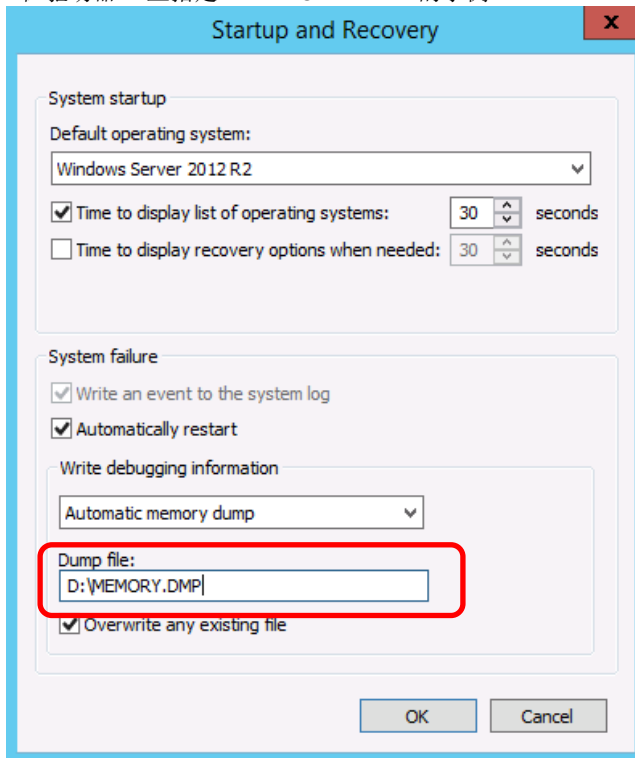 Startup and Recovery
x
System startup
Default operating system:
Windows Server 2012 R2
Time to display list of operating systems: 30 seconds
Time to display recovery options when needed: 30 seconds
System failure
Write an event to the system log
Automatically restart
Write debugging information
Automatic memory dump
Dump file:
D:\MEMORY.DMP
Overwrite any existing file
OK Cancel